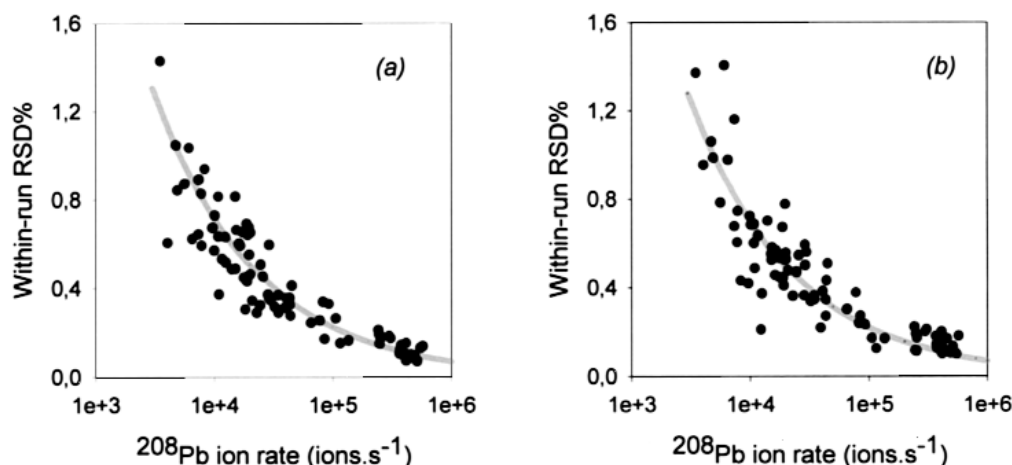 1,6
(a)
1,2
0,8
0,4
0,0
Within-run RSD%
1e+3 1e+4 1e+5 1e+6
²⁰⁸Pb ion rate (ions.s⁻¹)
1,6
(b)
1,2
0,8
0,4
0,0
Within-run RSD%
1e+3 1e+4 1e+5 1e+6
²⁰⁸Pb ion rate (ions.s⁻¹)